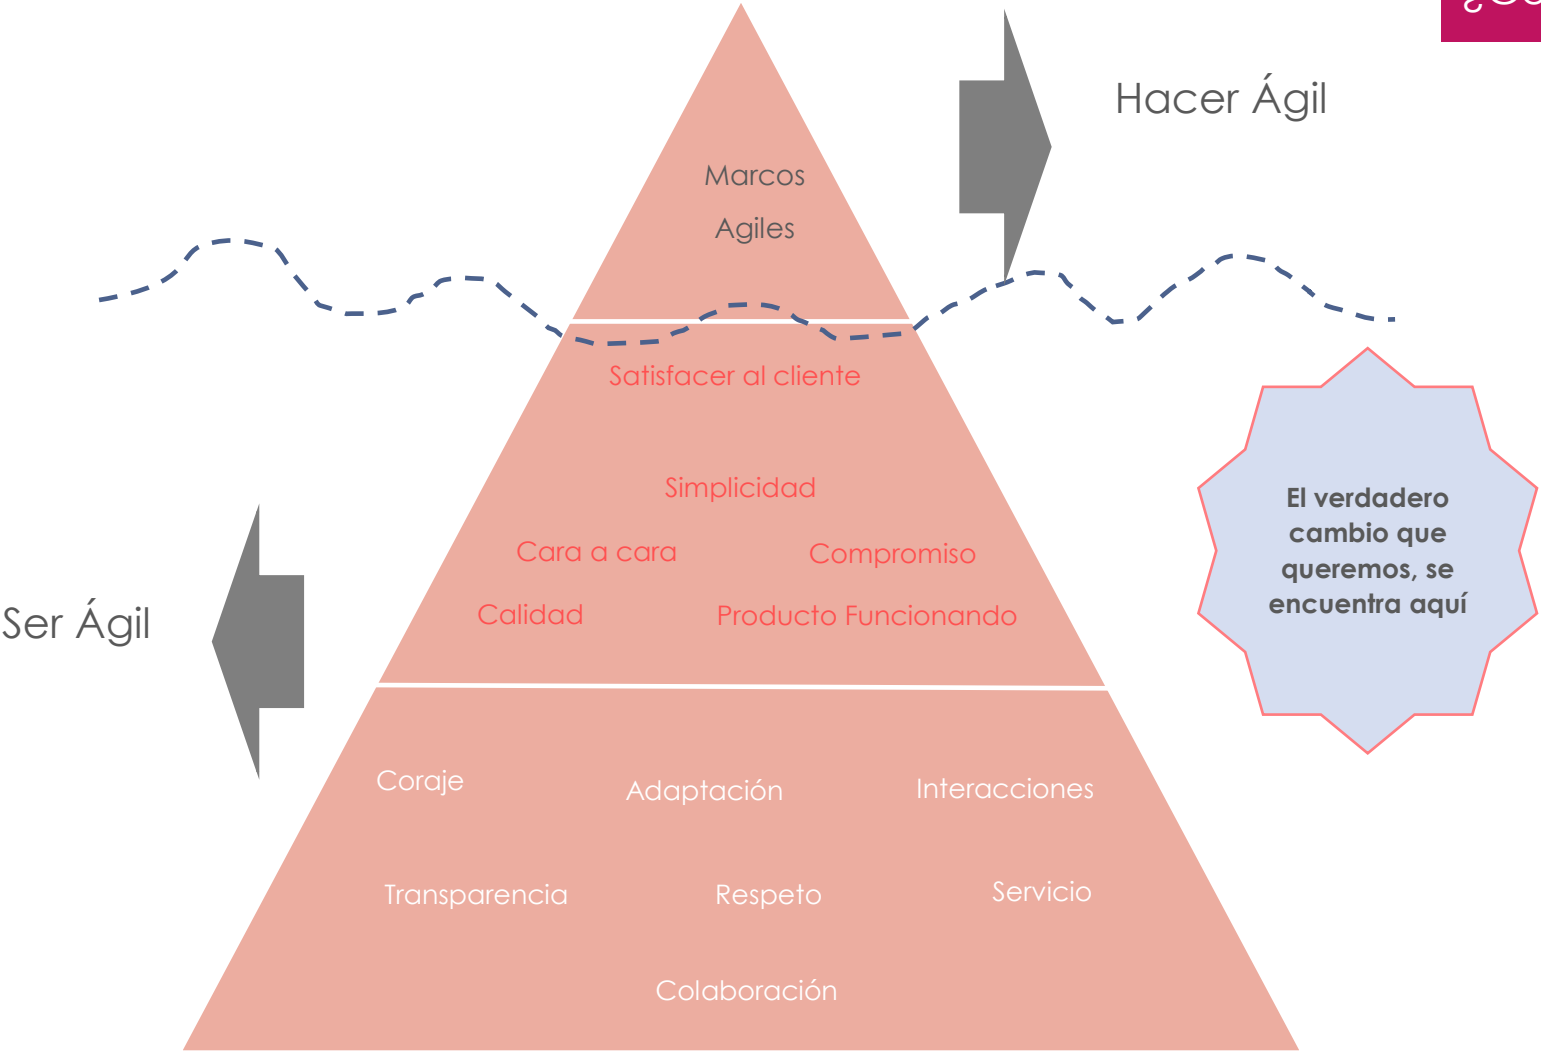 Hacer Ágil
Marcos
Agiles
Satisfacer al cliente
Simplicidad
Cara a cara
Compromiso
Calidad
Producto Funcionando
El verdadero
cambio que
queremos, se
encuentra aquí
Ser Ágil
Coraje
Adaptación
Interacciones
Transparencia
Respeto
Servicio
Colaboración